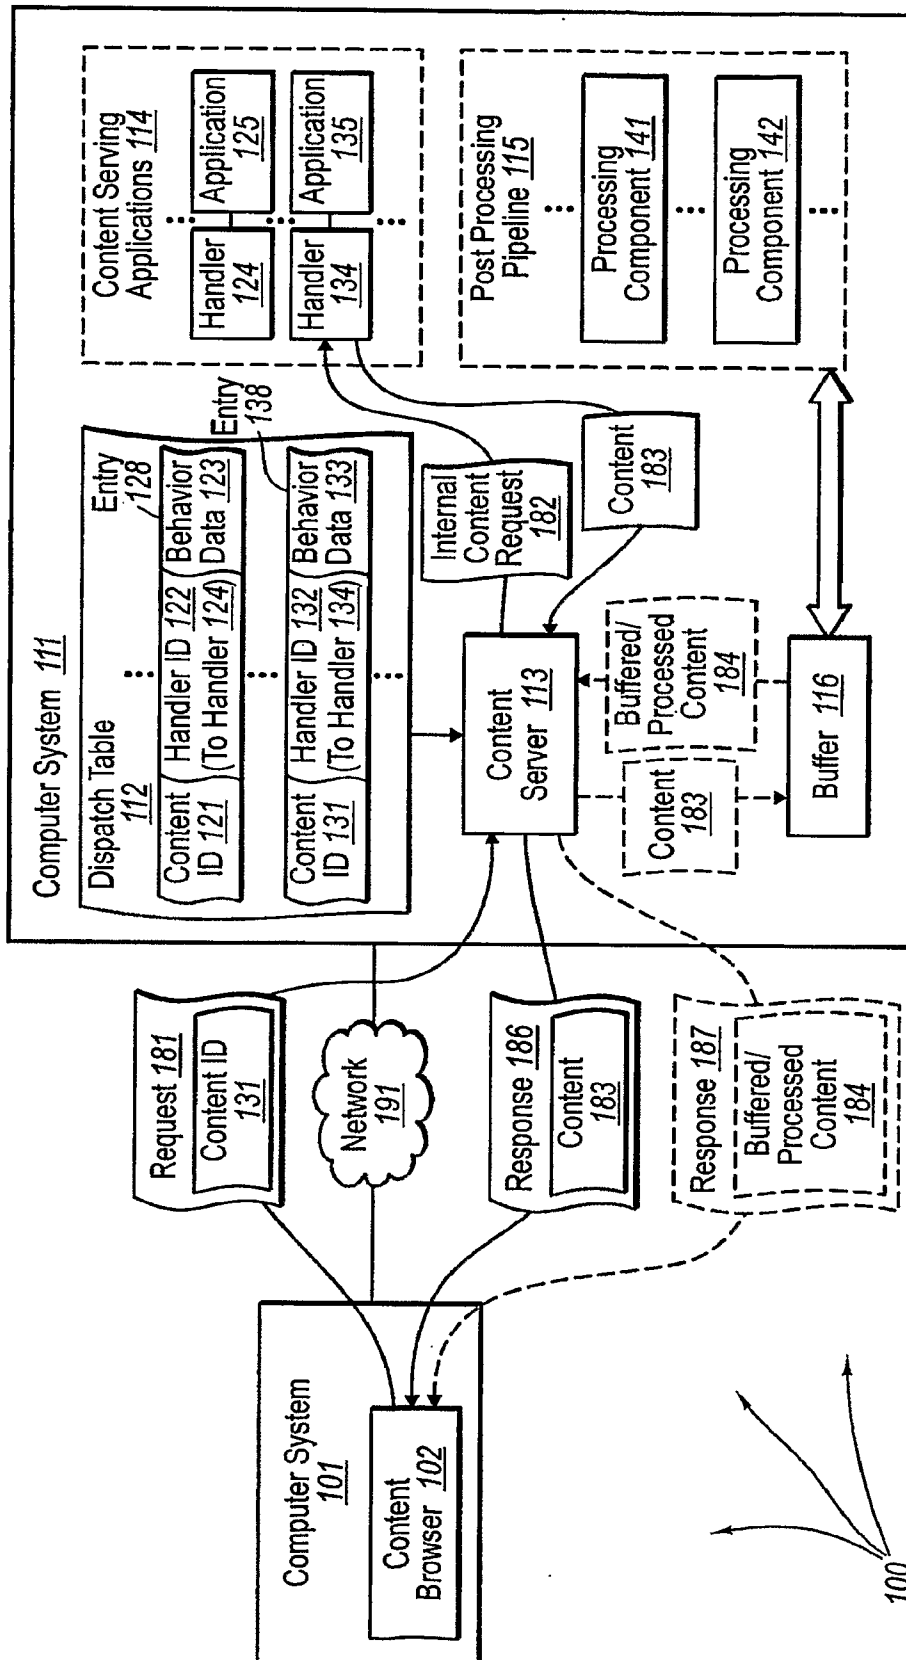 Computer System 111
Dispatch Table
112
Entry
128
Content
ID 121
Handler ID 122
(To Handler 124)
Behavior
Data 123
Entry
138
Content
ID 131
Handler ID 132
(To Handler 134)
Behavior
Data 133
Content Serving
Applications 114
Handler
124
Application
125
Handler
134
Application
135
Post Processing
Pipeline 115
Processing
Component 141
Processing
Component 142
Internal
Content
Request
182
Content
183
Content
Server 113
Content
183
Buffered/
Processed
Content
184
Buffer 116
Request 181
Content ID
131
Network
191
Response 186
Content
183
Response 187
Buffered/
Processed
Content
184
Computer System
101
Content
Browser 102
100